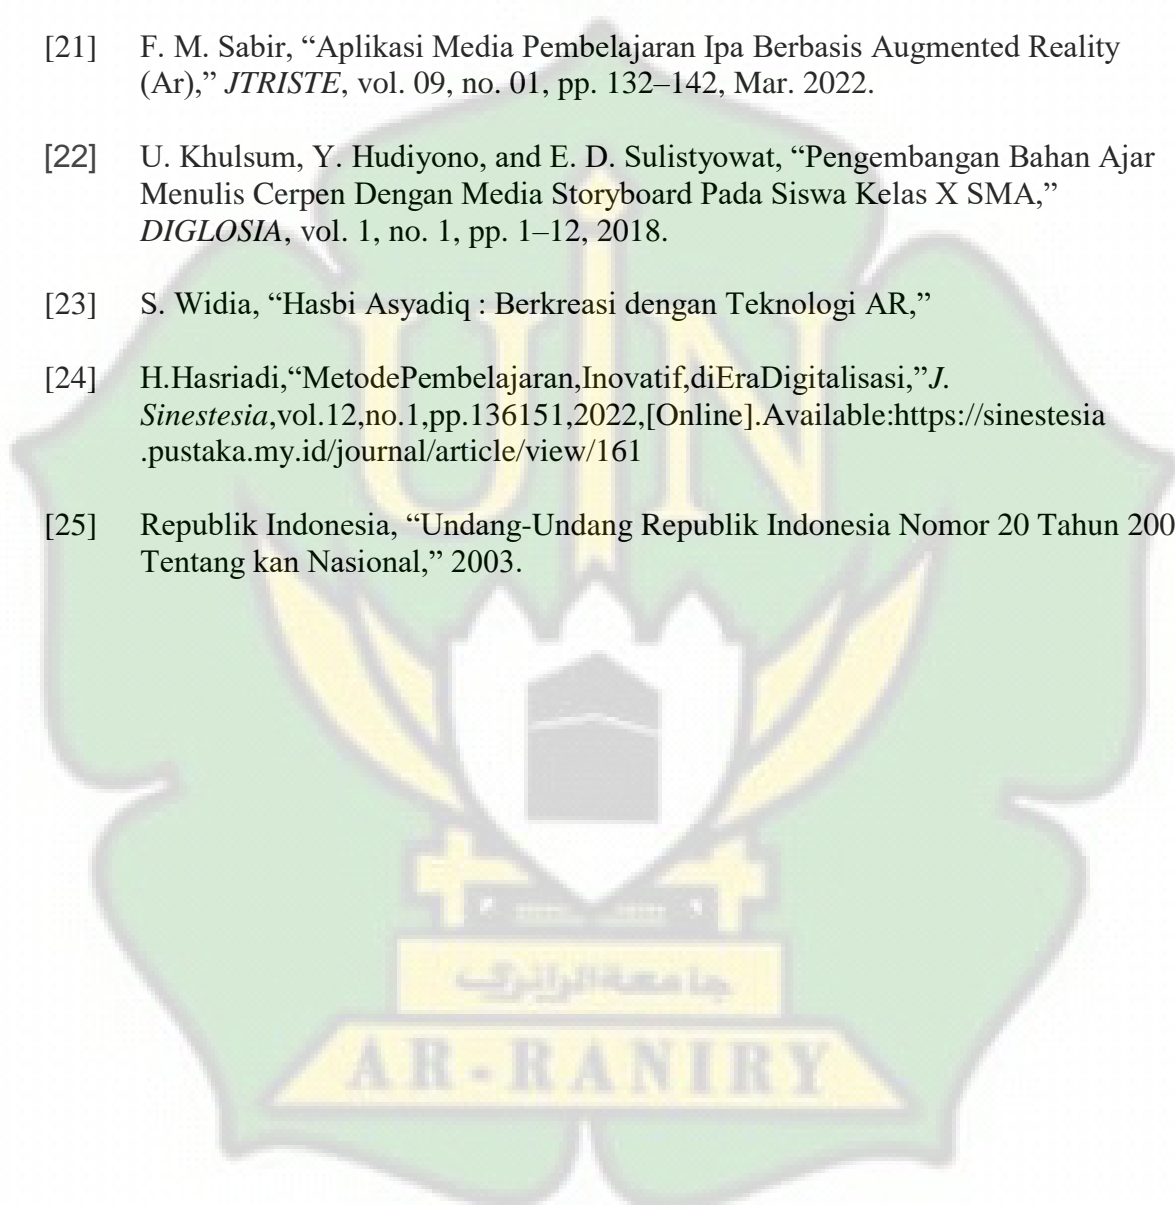 [21] F. M. Sabir, “Aplikasi Media Pembelajaran Ipa Berbasis Augmented Reality
(Ar),” JTRISTE, vol. 09, no. 01, pp. 132–142, Mar. 2022.
[22] U. Khulsum, Y. Hudiyono, and E. D. Sulistyowat, “Pengembangan Bahan Ajar
Menulis Cerpen Dengan Media Storyboard Pada Siswa Kelas X SMA,”
DIGLOSIA, vol. 1, no. 1, pp. 1–12, 2018.
[23] S. Widia, “Hasbi Asyadiq : Berkreasi dengan Teknologi AR,”
[24] H.Hasriadi,“MetodePembelajaran,Inovatif,diEraDigitalisasi,”J.
Sinestesia,vol.12,no.1,pp.136151,2022,[Online].Available:https://sinestesia
.pustaka.my.id/journal/article/view/161
[25] Republik Indonesia, “Undang-Undang Republik Indonesia Nomor 20 Tahun 200
Tentang kan Nasional,” 2003.
UIN
جامعة الرانري
AR-RANIRY